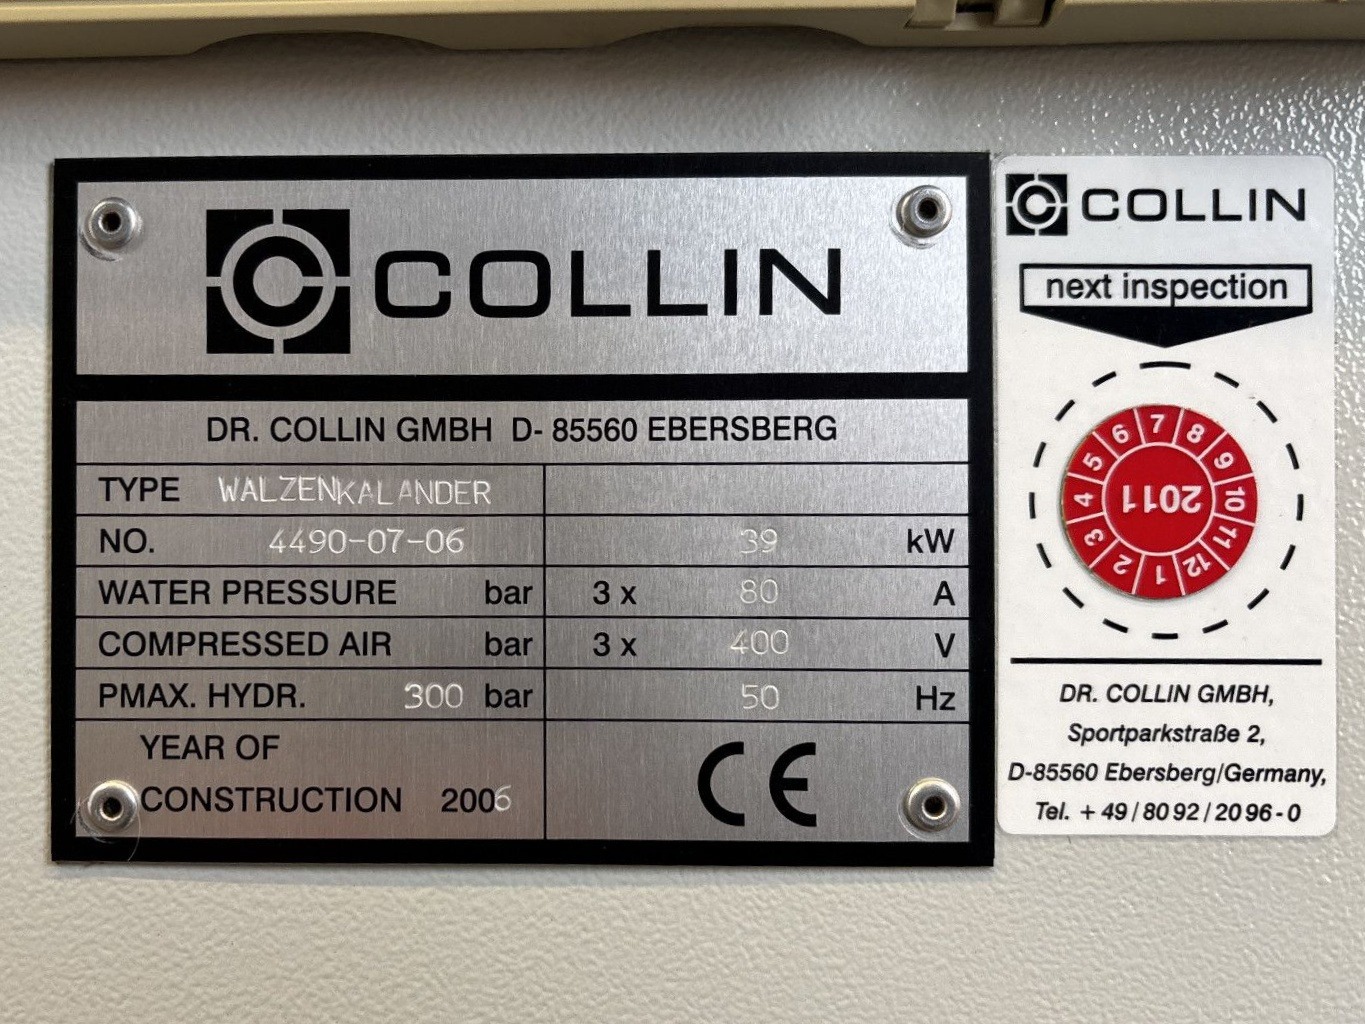 COLLIN
DR. COLLIN GMBH D- 85560 EBERSBERG
TYPE WALZENKALANDER
NO. 4490-07-06 39 kW
WATER PRESSURE bar 3 x 80 A
COMPRESSED AIR bar 3 x 400 V
PMAX. HYDR. 300 bar 50 Hz
YEAR OF
CONSTRUCTION 2006
CE
COLLIN
next inspection
1 2 3 4 5 6 7 8 9 10 11 12
2011
DR. COLLIN GMBH,
Sportparkstraße 2,
D-85560 Ebersberg/Germany,
Tel. + 49 / 80 92 / 20 96 - 0